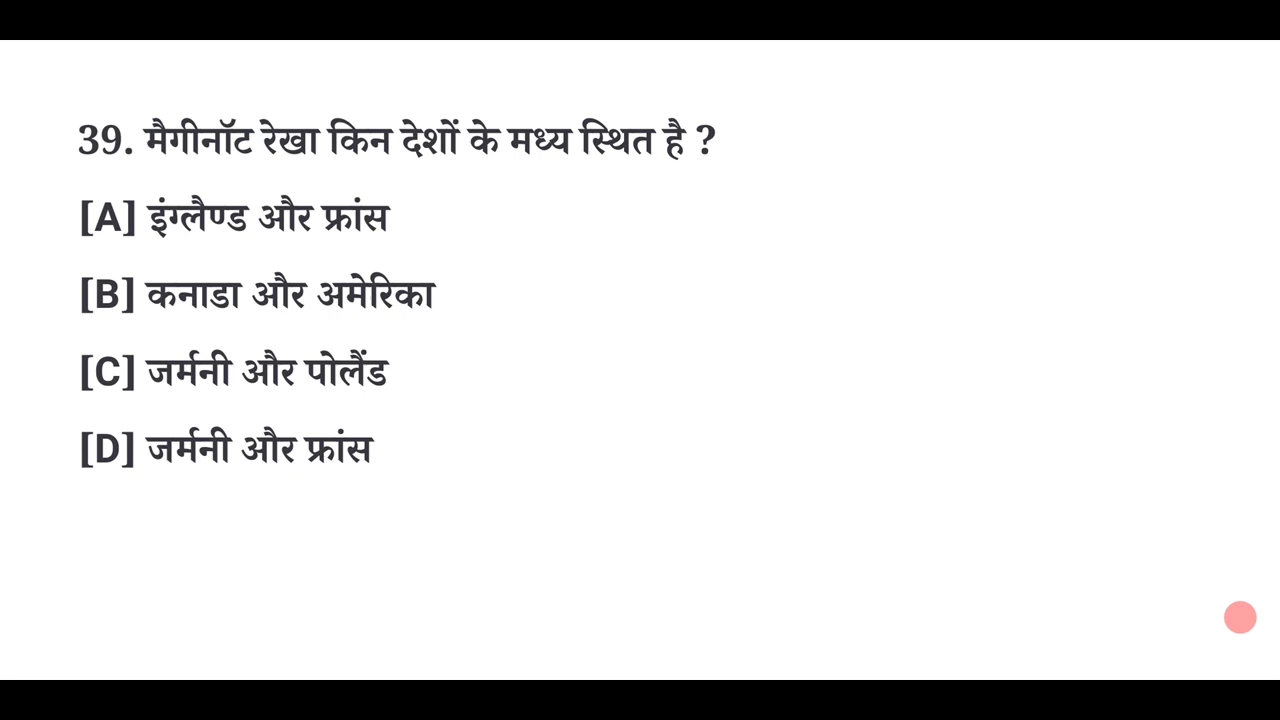 39. मैगीनॉट रेखा किन देशों के मध्य स्थित है ?
[A] इंग्लैण्ड और फ्रांस
[B] कनाडा और अमेरिका
[C] जर्मनी और पोलैंड
[D] जर्मनी और फ्रांस